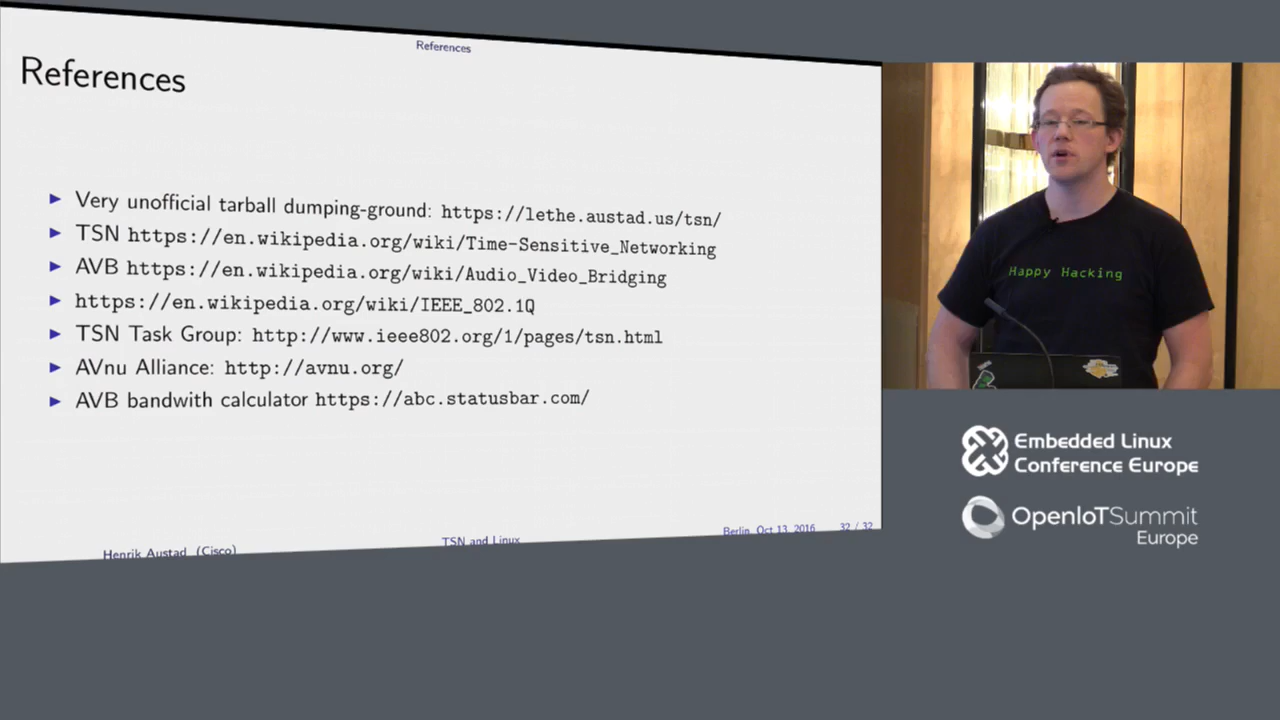 References
References
Very unofficial tarball dumping-ground: https://lethe.austad.us/tsn/
TSN https://en.wikipedia.org/wiki/Time-Sensitive_Networking
AVB https://en.wikipedia.org/wiki/Audio_Video_Bridging
https://en.wikipedia.org/wiki/IEEE_802.1Q
TSN Task Group: http://www.ieee802.org/1/pages/tsn.html
AVnu Alliance: http://avnu.org/
AVB bandwith calculator https://abc.statusbar.com/
Henrik Austad (Cisco)
TSN and Linux
Berlin, Oct 13, 2016
32 / 32
Happy Hacking
Embedded Linux
Conference Europe
OpenIoTSummit
Europe